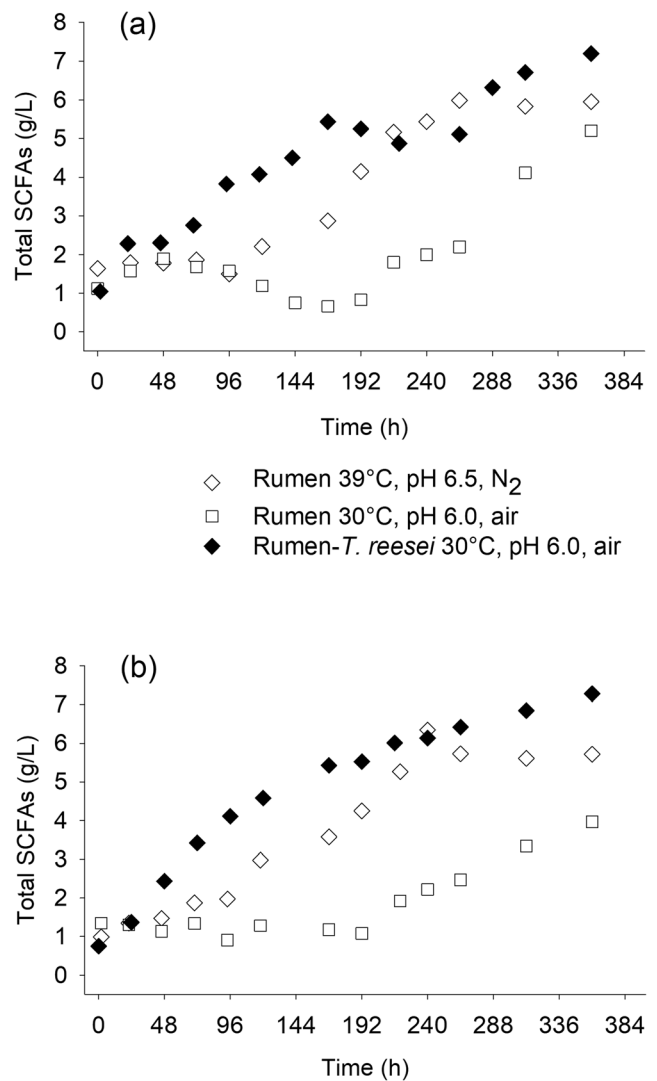 (a)
Total SCFAs (g/L)
8
7
6
5
4
3
2
1
0
0 48 96 144 192 240 288 336 384
Time (h)
Rumen 39°C, pH 6.5, N2
Rumen 30°C, pH 6.0, air
Rumen-T. reesei 30°C, pH 6.0, air
(b)
Total SCFAs (g/L)
8
7
6
5
4
3
2
1
0
0 48 96 144 192 240 288 336 384
Time (h)